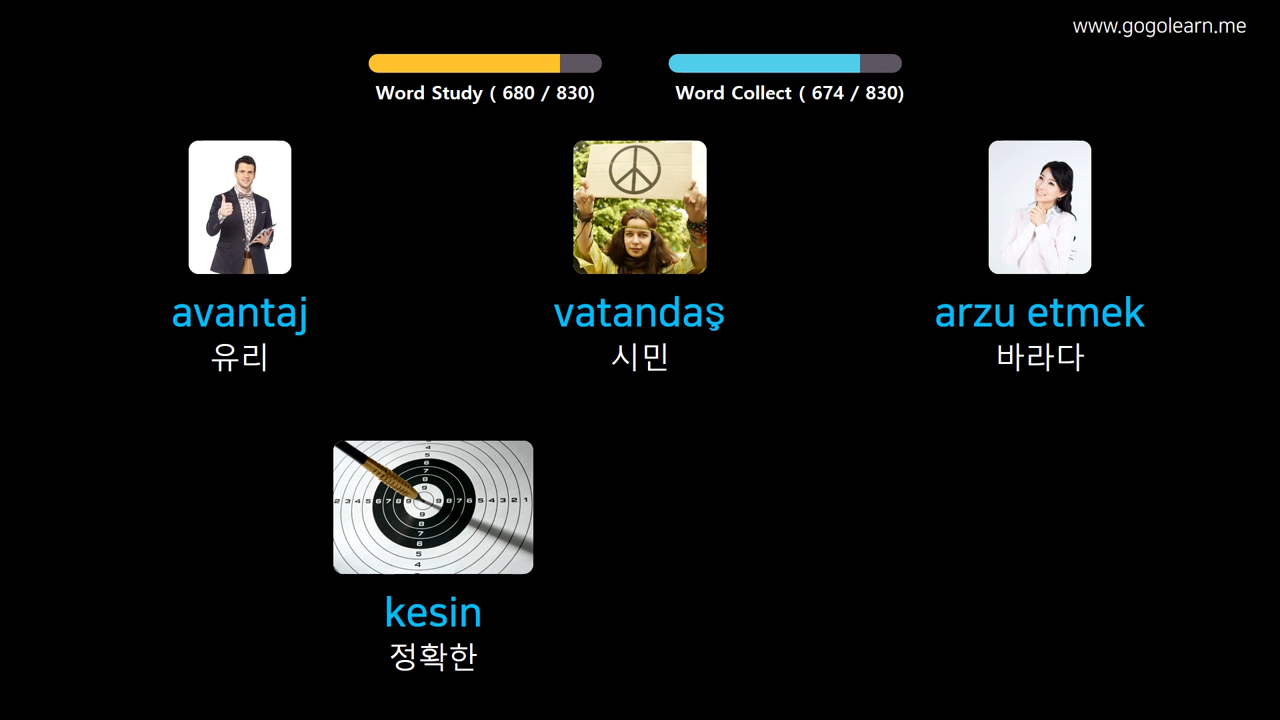 www.gogolearn.me
Word Study ( 680 / 830)
Word Collect ( 674 / 830)
avantaj
유리
vatandaş
시민
arzu etmek
바라다
kesin
정확한